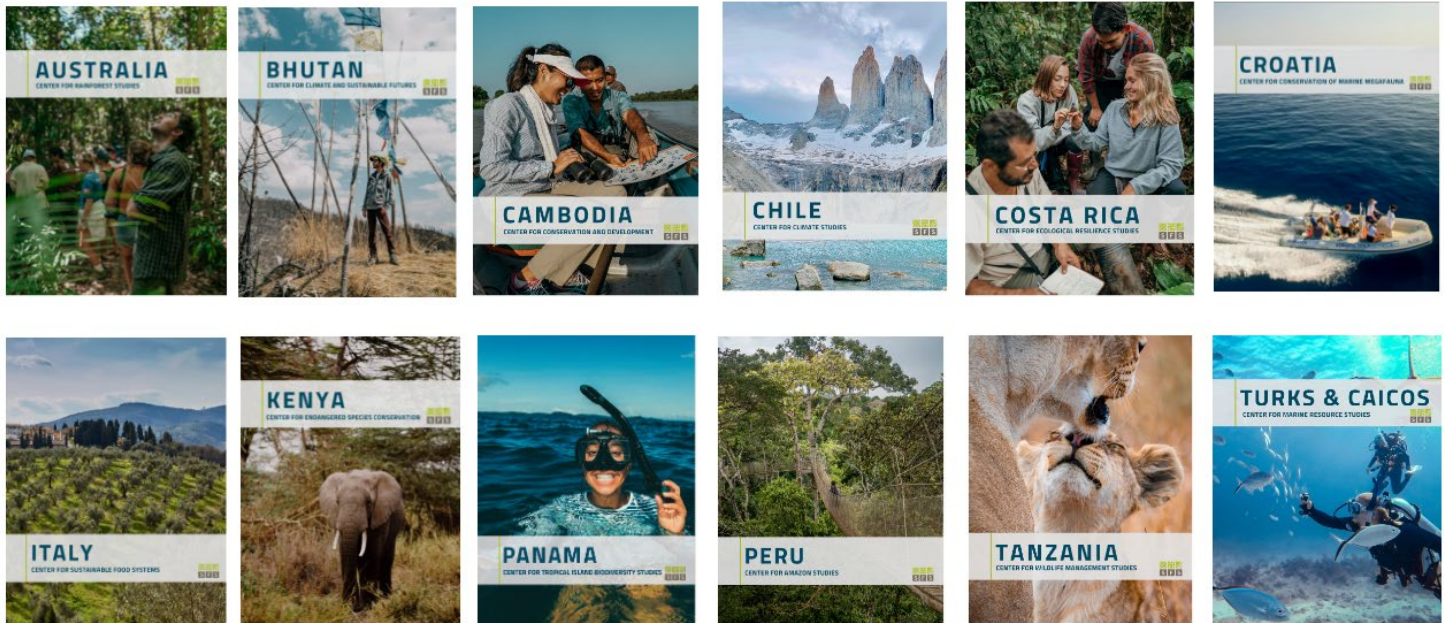 AUSTRALIA
CENTER FOR RAINFOREST STUDIES
SFS
BHUTAN
CENTER FOR CLIMATE AND SUSTAINABLE FUTURES
SFS
CAMBODIA
CENTER FOR CONSERVATION AND DEVELOPMENT
SFS
CHILE
CENTER FOR CLIMATE STUDIES
SFS
COSTA RICA
CENTER FOR ECOLOGICAL RESILIENCE STUDIES
SFS
CROATIA
CENTER FOR CONSERVATION OF MARINE MEGAFAUNA
SFS
ITALY
CENTER FOR SUSTAINABLE FOOD SYSTEMS
SFS
KENYA
CENTER FOR ENDANGERED SPECIES CONSERVATION
SFS
PANAMA
CENTER FOR TROPICAL ISLAND BIODIVERSITY STUDIES
SFS
PERU
CENTER FOR AMAZON STUDIES
SFS
TANZANIA
CENTER FOR WILDLIFE MANAGEMENT STUDIES
SFS
TURKS & CAICOS
CENTER FOR MARINE RESOURCE STUDIES
SFS